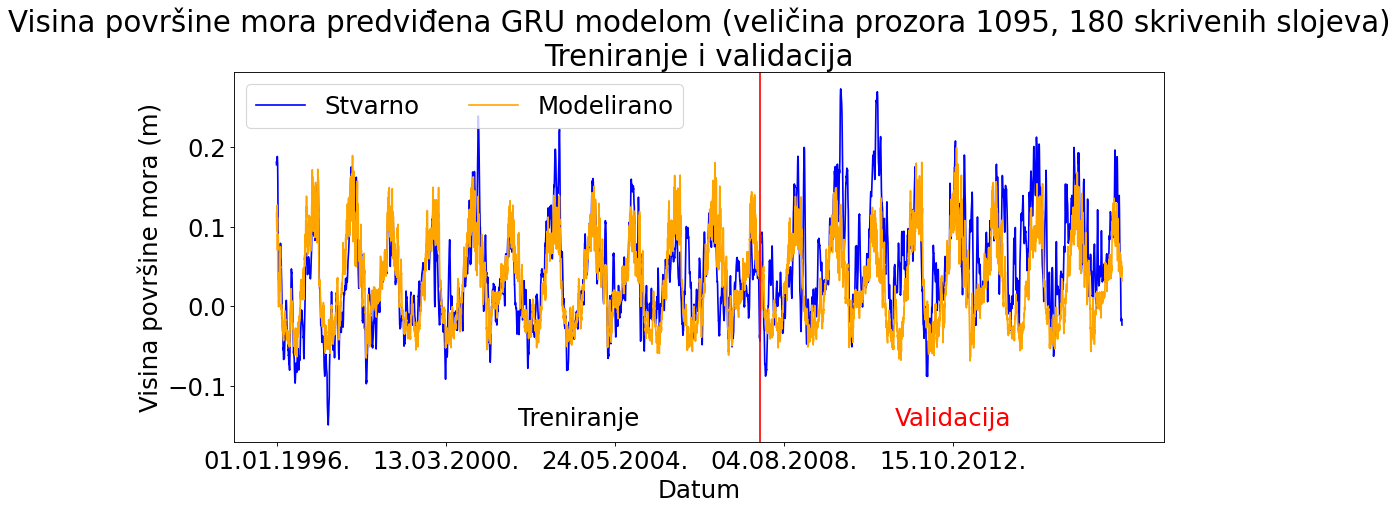 Visina površine mora predviđena GRU modelom (veličina prozora 1095, 180 skrivenih slojeva)
Treniranje i validacija
Stvarno
Modelirano
Visina površine mora (m)
0.2
0.1
0.0
−0.1
Treniranje
Validacija
01.01.1996.
13.03.2000.
24.05.2004.
04.08.2008.
15.10.2012.
Datum